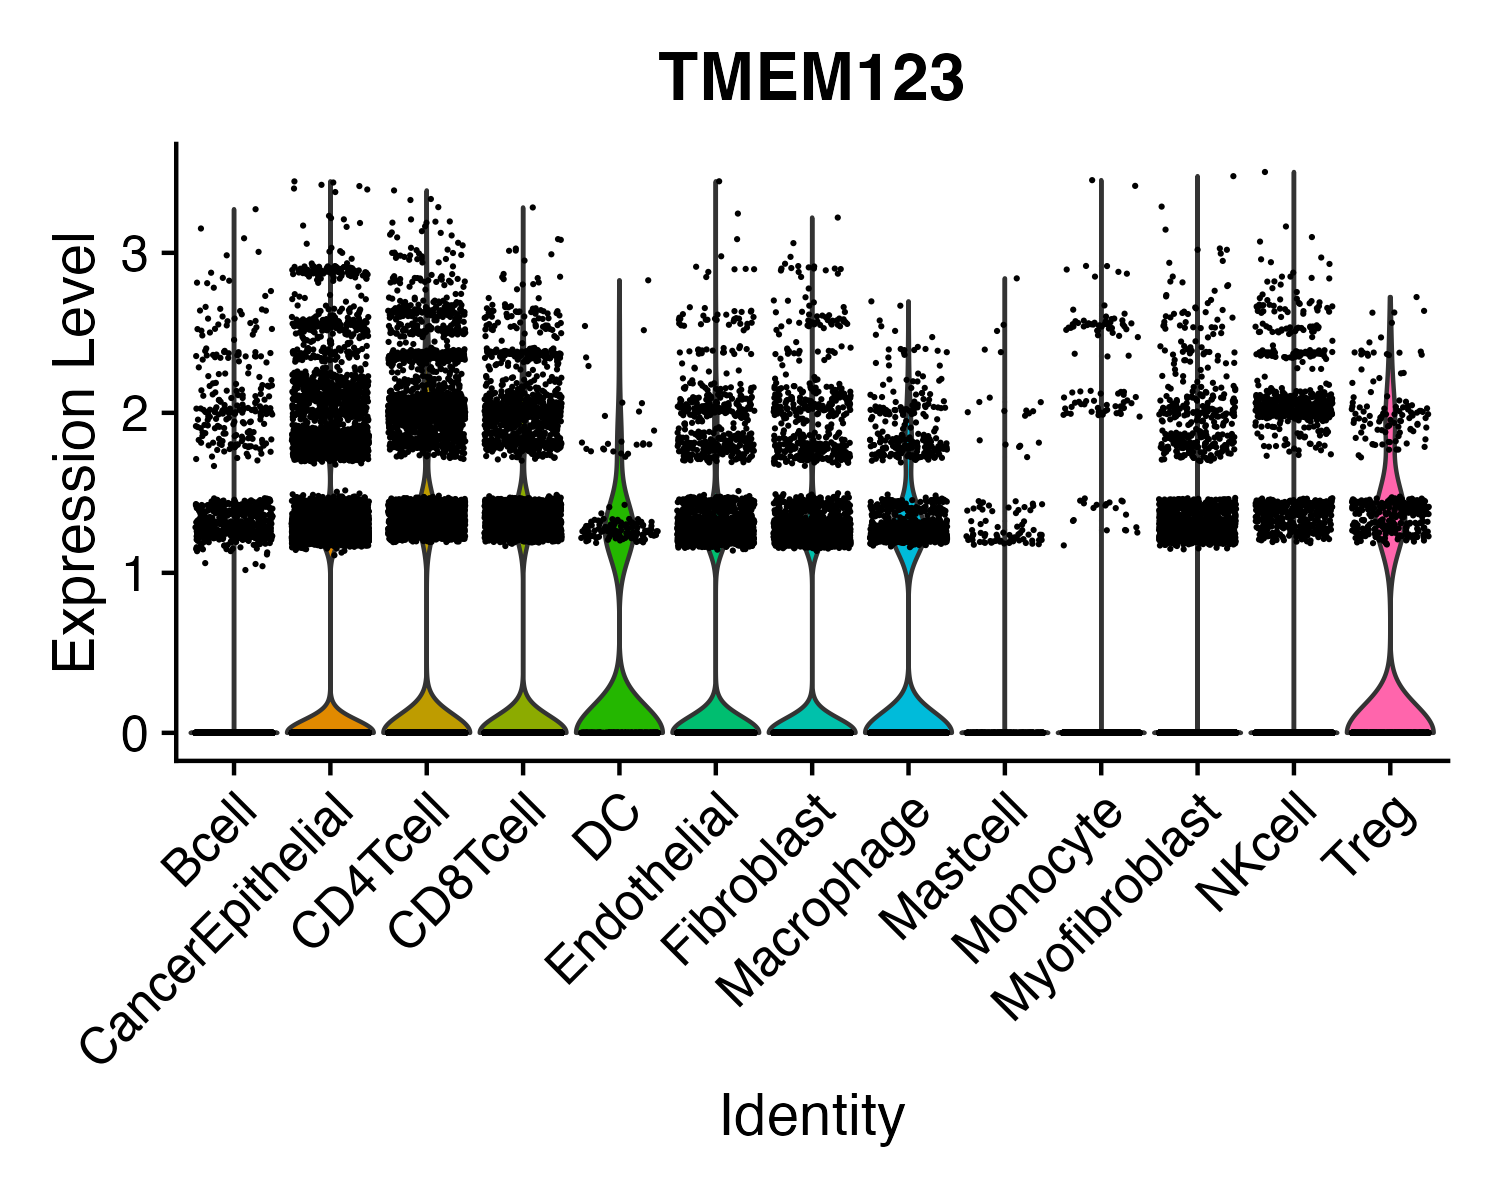 TMEM123
Expression Level
3
2
1
0
Bcell
CancerEpithelial
CD4Tcell
CD8Tcell
DC
Endothelial
Fibroblast
Macrophage
Mastcell
Monocyte
Myofibroblast
NKcell
Treg
Identity